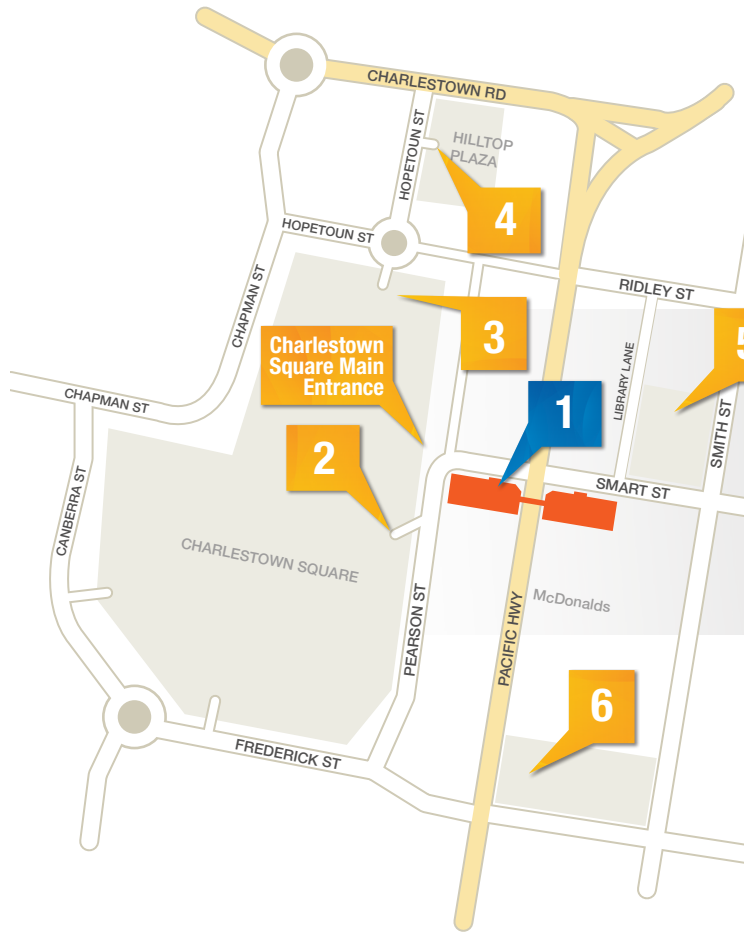 CHARLESTOWN RD
HOPETOUN ST
HILLTOP
PLAZA
4
HOPETOUN ST
CHAPMAN ST
RIDLEY ST
3
Charlestown
Square Main
Entrance
5
LIBRARY LANE
CHAPMAN ST
1
SMITH ST
2
SMART ST
CANBERRA ST
CHARLESTOWN SQUARE
PEARSON ST
PACIFIC HWY
McDonalds
6
FREDERICK ST